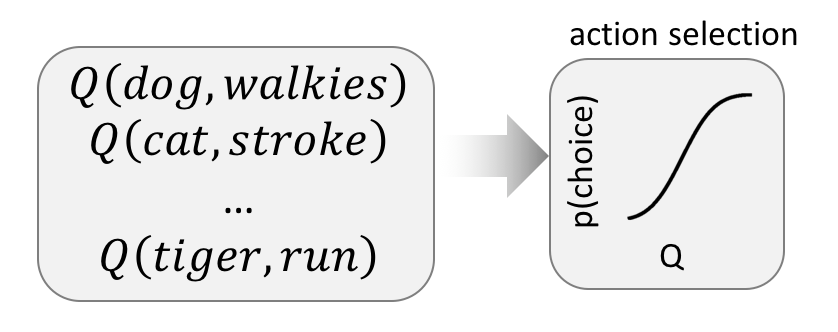 Q(dog, walkies)
Q(cat, stroke)
...
Q(tiger, run)
action selection
p(choice)
Q